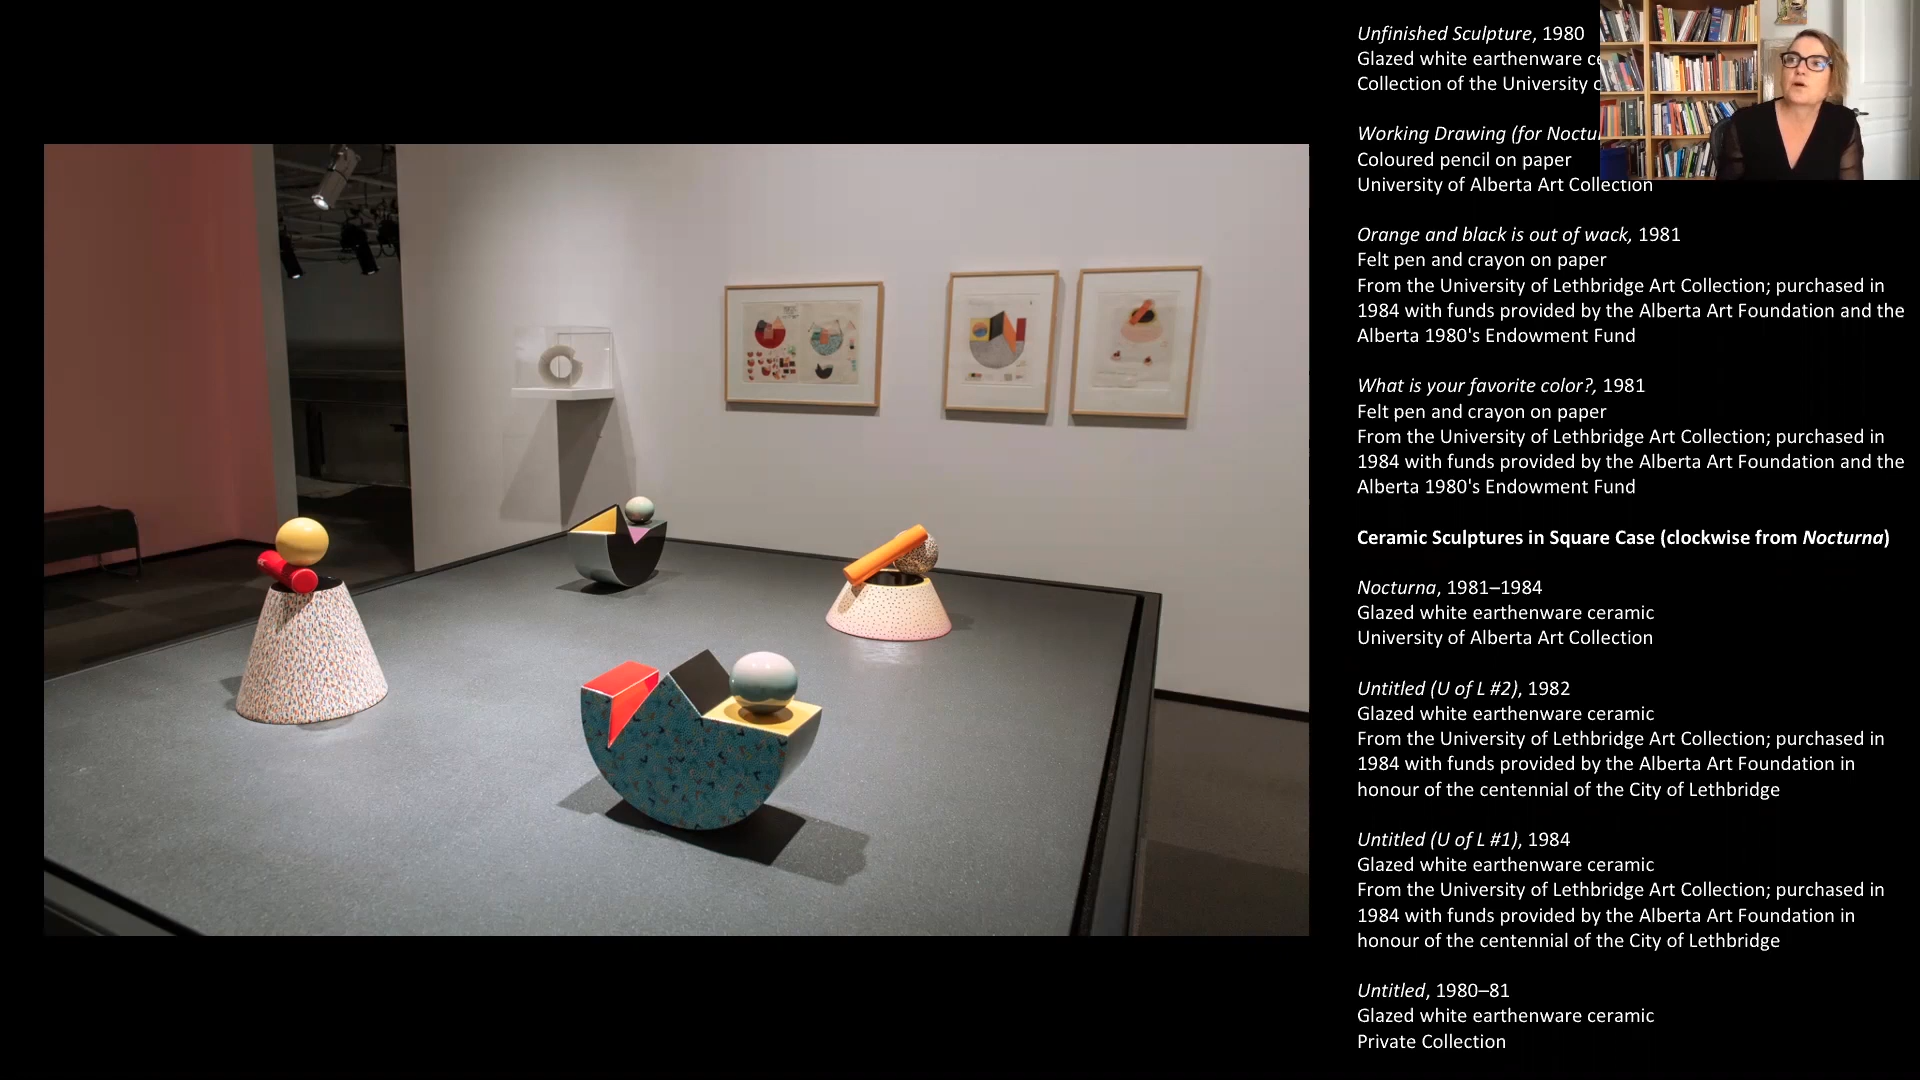 Unfinished Sculpture, 1980
Glazed white earthenware
Collection of the University
Working Drawing (for
Coloured pencil on paper
University of Alberta Art Collection
Orange and black is out of wack, 1981
Felt pen and crayon on paper
From the University of Lethbridge Art Collection; purchased in
1984 with funds provided by the Alberta Art Foundation and the
Alberta 1980's Endowment Fund
What is your favorite color?, 1981
Felt pen and crayon on paper
From the University of Lethbridge Art Collection; purchased in
1984 with funds provided by the Alberta Art Foundation and the
Alberta 1980's Endowment Fund
Ceramic Sculptures in Square Case (clockwise from Nocturna)
Nocturna, 1981–1984
Glazed white earthenware ceramic
University of Alberta Art Collection
Untitled (U of L #2), 1982
Glazed white earthenware ceramic
From the University of Lethbridge Art Collection; purchased in
1984 with funds provided by the Alberta Art Foundation in
honour of the centennial of the City of Lethbridge
Untitled (U of L #1), 1984
Glazed white earthenware ceramic
From the University of Lethbridge Art Collection; purchased in
1984 with funds provided by the Alberta Art Foundation in
honour of the centennial of the City of Lethbridge
Untitled, 1980–81
Glazed white earthenware ceramic
Private Collection